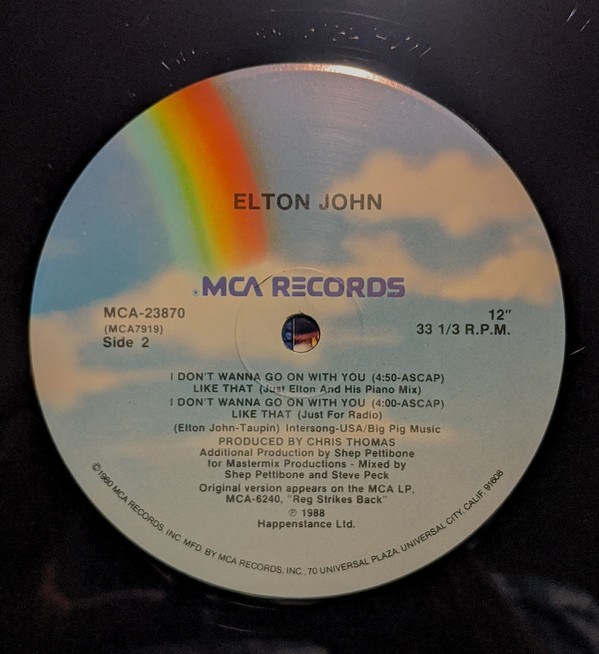 ELTON JOHN
MCA RECORDS
MCA-23870
(MCA7919)
Side 2
12"
33 1/3 R.P.M.
I DON'T WANNA GO ON WITH YOU (4:50-ASCAP)
LIKE THAT (Just Elton And His Piano Mix)
I DON'T WANNA GO ON WITH YOU (4:00-ASCAP)
LIKE THAT (Just For Radio)
(Elton John-Taupin) Intersong-USA/Big Pig Music
PRODUCED BY CHRIS THOMAS
Additional Production by Shep Pettibone
for Mastermix Productions - Mixed by
Shep Pettibone and Steve Peck
Original version appears on the MCA LP,
MCA-6240, "Reg Strikes Back"
℗ 1988
Happenstance Ltd.
©1980 MCA RECORDS, INC. MFD. BY MCA RECORDS, INC., 70 UNIVERSAL PLAZA, UNIVERSAL CITY, CALIF. 91608